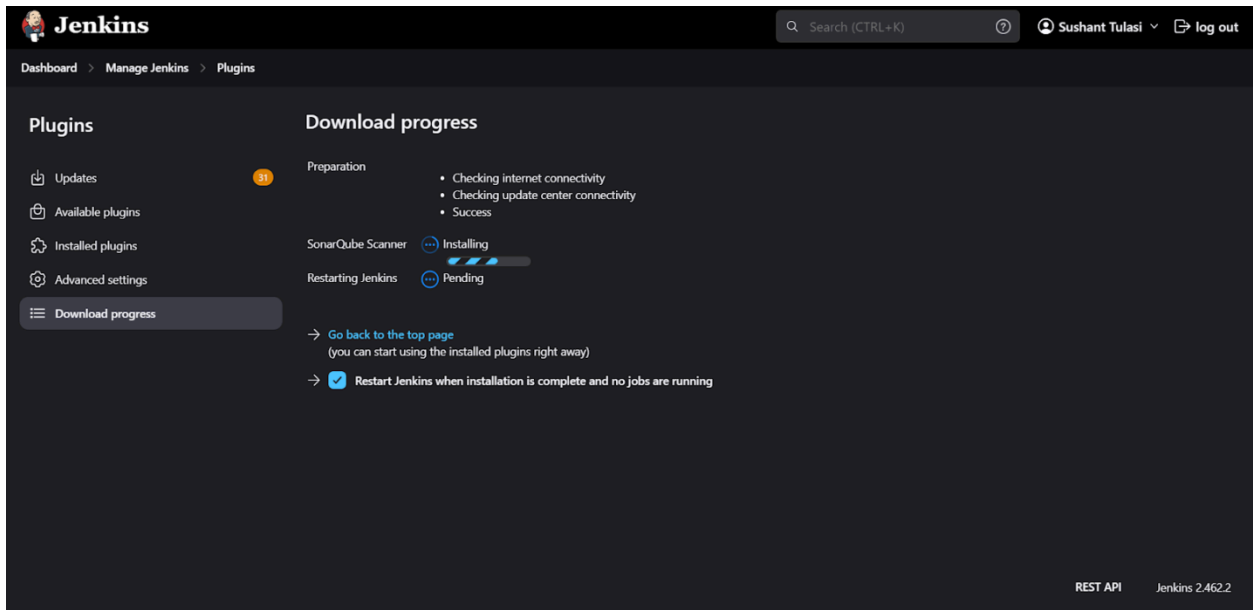 Jenkins
Search (CTRL+K)
Sushant Tulasi
log out
Dashboard > Manage Jenkins > Plugins
Plugins
Updates 31
Available plugins
Installed plugins
Advanced settings
Download progress
Download progress
Preparation
• Checking internet connectivity
• Checking update center connectivity
• Success
SonarQube Scanner Installing
Restarting Jenkins Pending
→ Go back to the top page
(you can start using the installed plugins right away)
→ Restart Jenkins when installation is complete and no jobs are running
REST API Jenkins 2.462.2